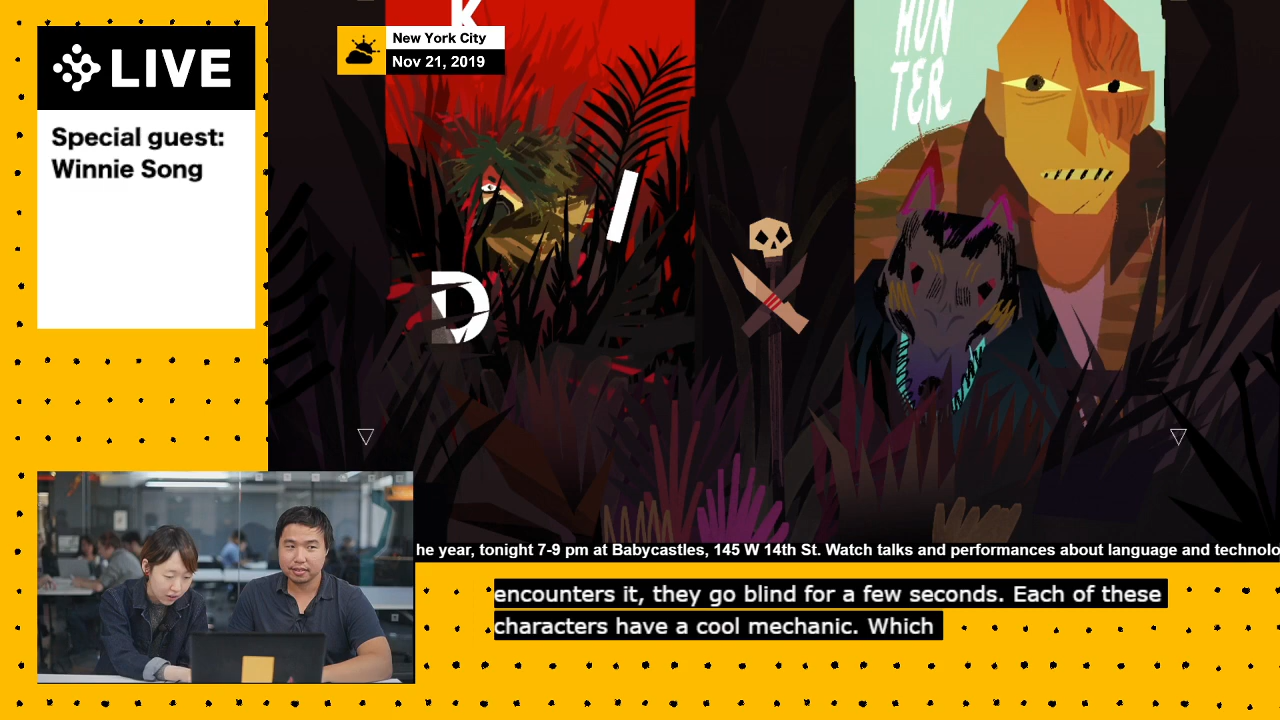 LIVE
Special guest:
Winnie Song
New York City
Nov 21, 2019
K
I
D
HUN
TER
he year, tonight 7-9 pm at Babycastles, 145 W 14th St. Watch talks and performances about language and technolo
encounters it, they go blind for a few seconds. Each of these
characters have a cool mechanic. Which